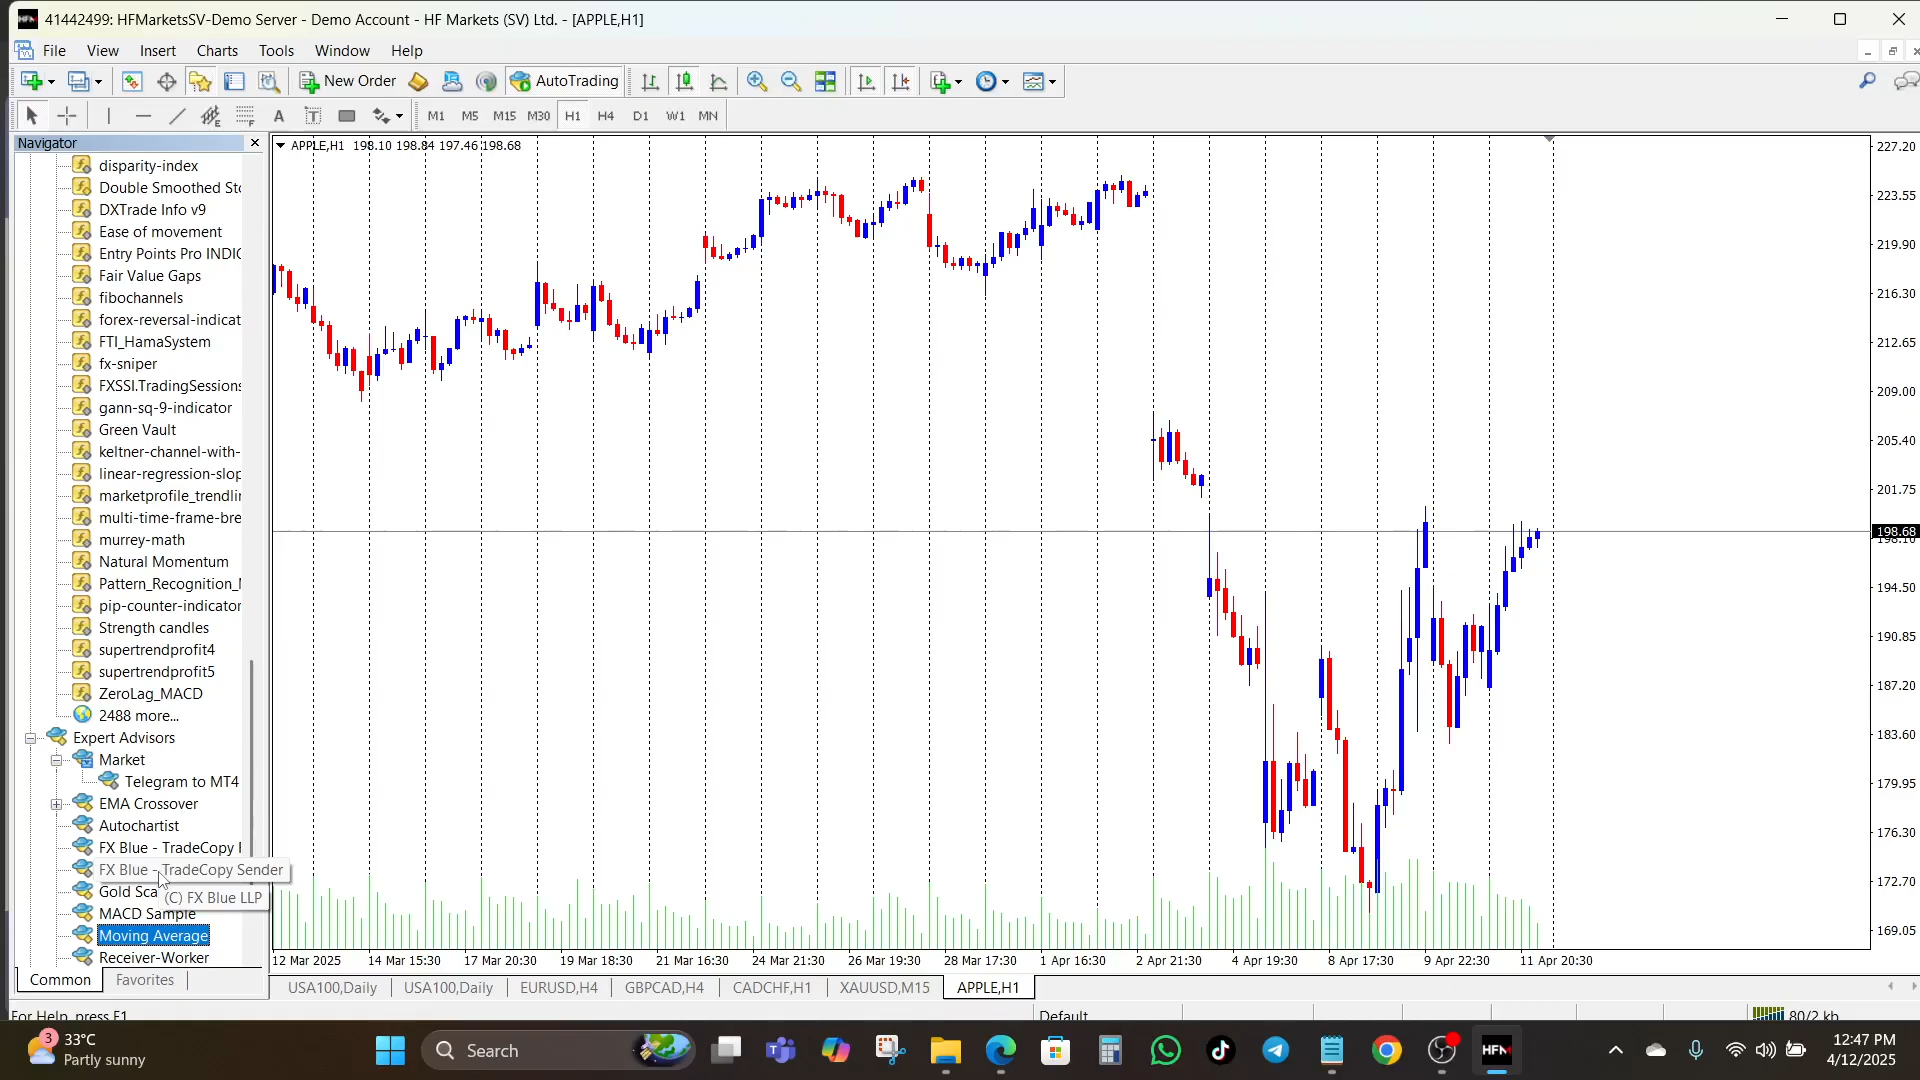 41442499: HFMarketsSV-Demo Server - Demo Account - HF Markets (SV) Ltd. - [APPLE,H1]
File View Insert Charts Tools Window Help
New Order AutoTrading
A T M1 M5 M15 M30 H1 H4 D1 W1 MN
Navigator
disparity-index
Double Smoothed Sto
DXTrade Info v9
Ease of movement
Entry Points Pro INDIC
Fair Value Gaps
fibochannels
forex-reversal-indicat
FTI_HamaSystem
fx-sniper
FXSSI.TradingSessions
gann-sq-9-indicator
Green Vault
keltner-channel-with-
linear-regression-slop
marketprofile_trendlin
multi-time-frame-bre
murrey-math
Natural Momentum
Pattern_Recognition_
pip-counter-indicator
Strength candles
supertrendprofit4
supertrendprofit5
ZeroLag_MACD
2488 more...
Expert Advisors
Market
Telegram to MT4
EMA Crossover
Autochartist
FX Blue - TradeCopy
FX Blue - TradeCopy Sender
Gold Sca
(C) FX Blue LLP
MACD Sample
Moving Average
Receiver-Worker
Common Favorites
APPLE,H1 198.10 198.84 197.46 198.68
227.20
223.55
219.90
216.30
212.65
209.00
205.40
201.75
198.68
198.10
194.50
190.85
187.20
183.60
179.95
176.30
172.70
169.05
12 Mar 2025 14 Mar 15:30 17 Mar 20:30 19 Mar 18:30 21 Mar 16:30 24 Mar 21:30 26 Mar 19:30 28 Mar 17:30 1 Apr 16:30 2 Apr 21:30 4 Apr 19:30 8 Apr 17:30 9 Apr 22:30 11 Apr 20:30
USA100,Daily USA100,Daily EURUSD,H4 GBPCAD,H4 CADCHF,H1 XAUUSD,M15 APPLE,H1
For Help, press F1 Default 80/2 kb
3 33°C
Partly sunny
Search
HFM
12:47 PM
4/12/2025